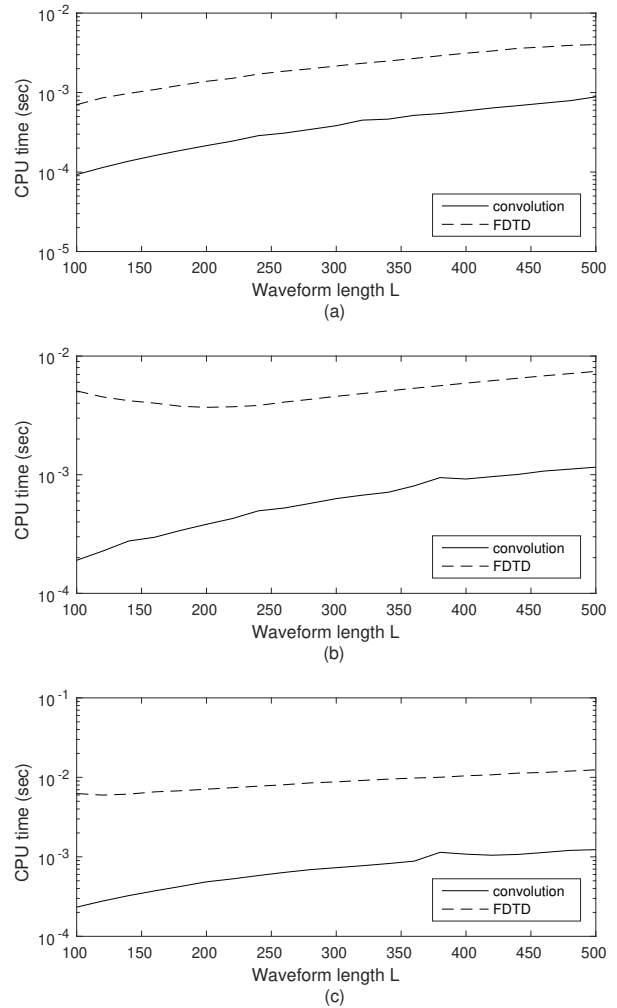 10^-2
10^-3
10^-4
10^-5
CPU time (sec)
convolution
FDTD
100 150 200 250 300 350 400 450 500
Waveform length L
(a)
10^-2
10^-3
10^-4
CPU time (sec)
convolution
FDTD
100 150 200 250 300 350 400 450 500
Waveform length L
(b)
10^-1
10^-2
10^-3
10^-4
CPU time (sec)
convolution
FDTD
100 150 200 250 300 350 400 450 500
Waveform length L
(c)